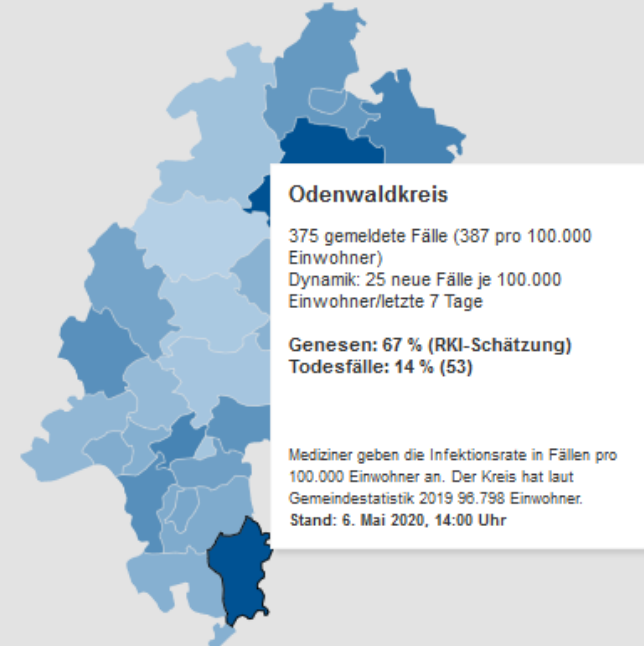 Odenwaldkreis
375 gemeldete Fälle (387 pro 100.000
Einwohner)
Dynamik: 25 neue Fälle je 100.000
Einwohner/letzte 7 Tage
Genesen: 67 % (RKI-Schätzung)
Todesfälle: 14 % (53)
Mediziner geben die Infektionsrate in Fällen pro
100.000 Einwohner an. Der Kreis hat laut
Gemeindestatistik 2019 96.798 Einwohner.
Stand: 6. Mai 2020, 14:00 Uhr